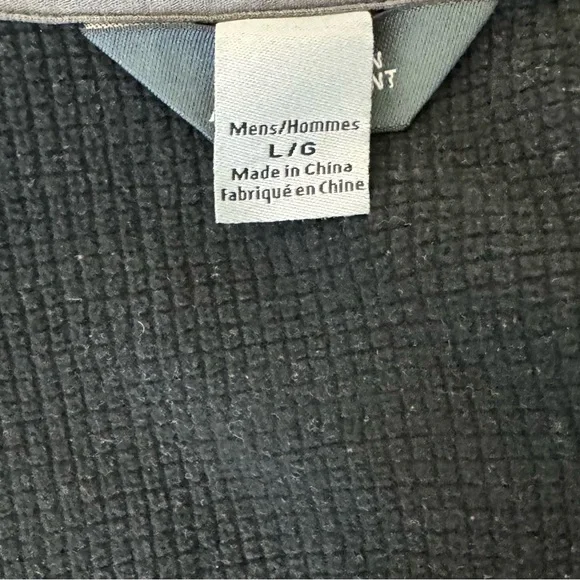 Mens/Hommes
L/G
Made in China
Fabriqué en Chine